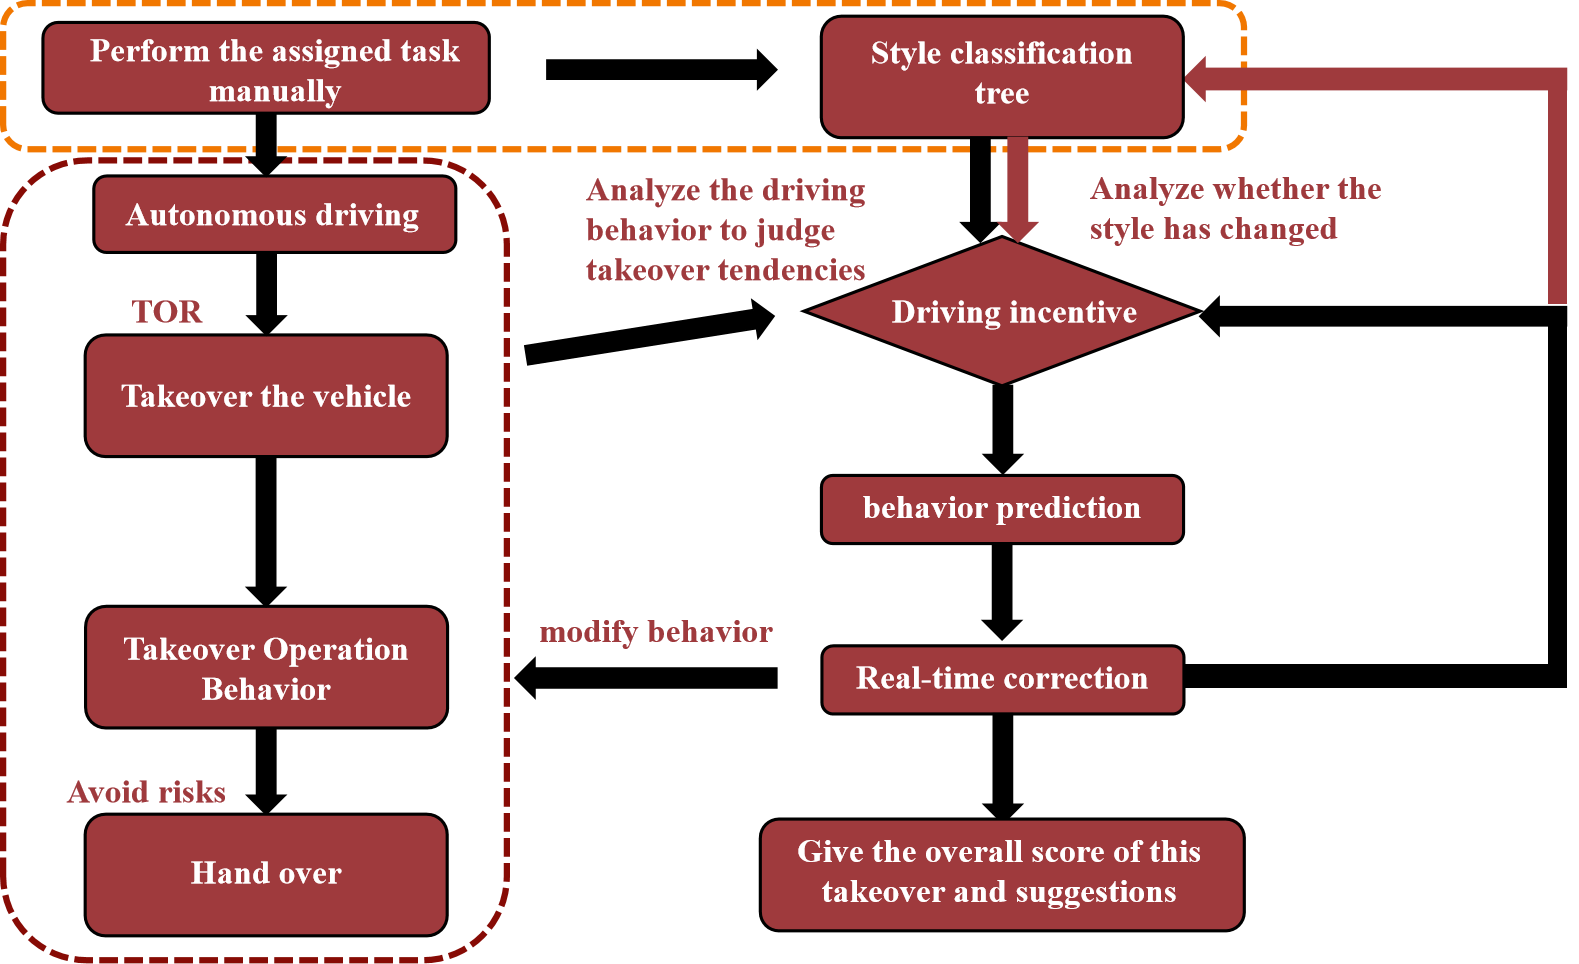 Perform the assigned task
manually
Style classification
tree
Autonomous driving
Analyze the driving
behavior to judge
takeover tendencies
Analyze whether the
style has changed
TOR
Driving incentive
Takeover the vehicle
behavior prediction
modify behavior
Takeover Operation
Behavior
Real-time correction
Avoid risks
Hand over
Give the overall score of this
takeover and suggestions